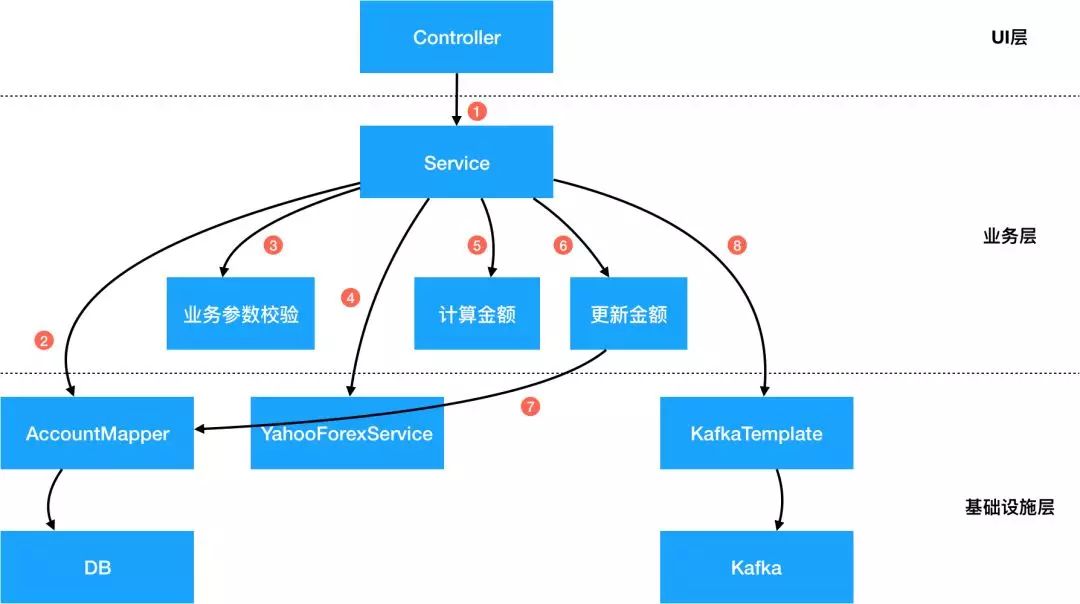 Controller
UI层
1
Service
业务层
3
5
6
8
4
2
业务参数校验
计算金额
更新金额
7
AccountMapper
YahooForexService
KafkaTemplate
基础设施层
DB
Kafka